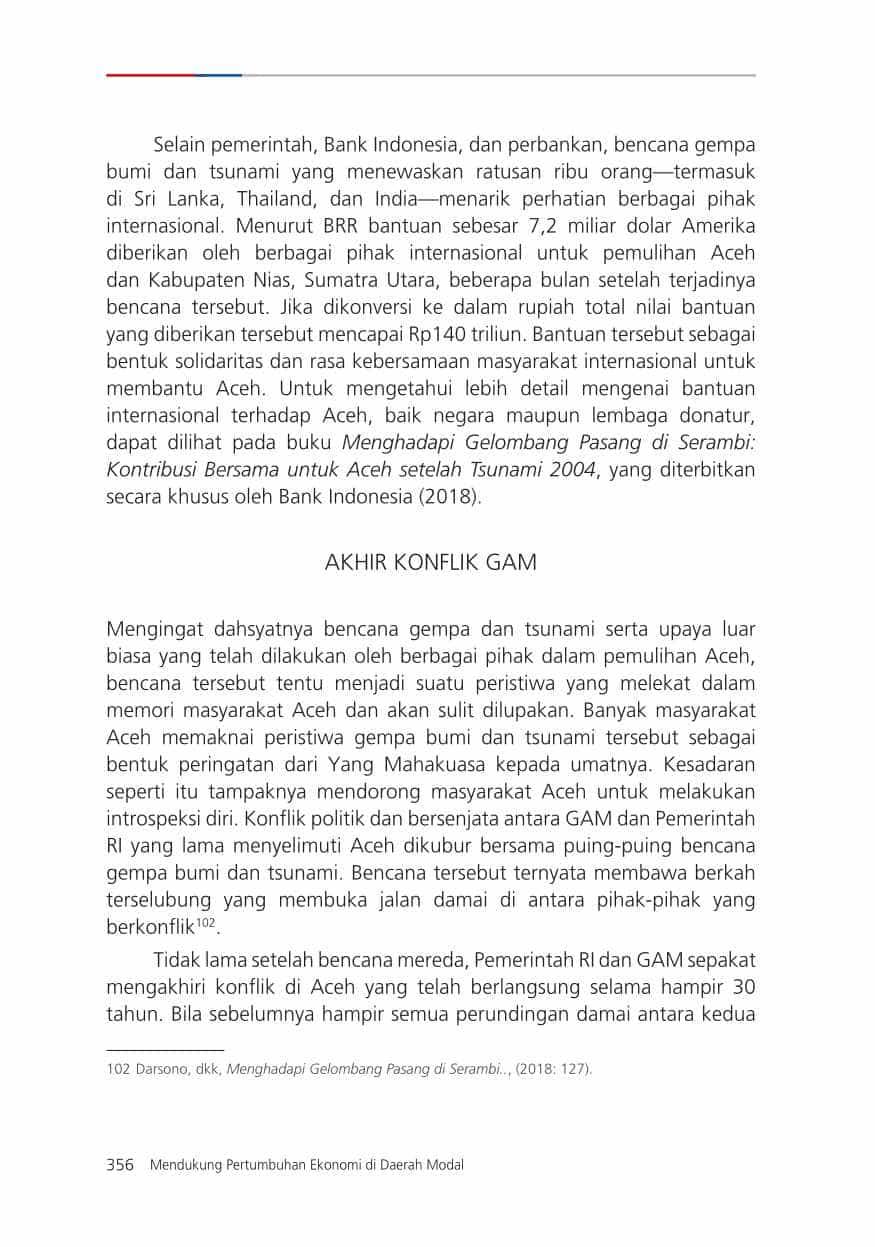 Selain pemerintah, Bank Indonesia, dan perbankan, bencana gempa
bumi dan tsunami yang menewaskan ratusan ribu orang—termasuk
di Sri Lanka, Thailand, dan India—menarik perhatian berbagai pihak
internasional. Menurut BRR bantuan sebesar 7,2 miliar dolar Amerika
diberikan oleh berbagai pihak internasional untuk pemulihan Aceh
dan Kabupaten Nias, Sumatra Utara, beberapa bulan setelah terjadinya
bencana tersebut. Jika dikonversi ke dalam rupiah total nilai bantuan
yang diberikan tersebut mencapai Rp140 triliun. Bantuan tersebut sebagai
bentuk solidaritas dan rasa kebersamaan masyarakat internasional untuk
membantu Aceh. Untuk mengetahui lebih detail mengenai bantuan
internasional terhadap Aceh, baik negara maupun lembaga donatur,
dapat dilihat pada buku Menghadapi Gelombang Pasang di Serambi:
Kontribusi Bersama untuk Aceh setelah Tsunami 2004, yang diterbitkan
secara khusus oleh Bank Indonesia (2018).
AKHIR KONFLIK GAM
Mengingat dahsyatnya bencana gempa dan tsunami serta upaya luar
biasa yang telah dilakukan oleh berbagai pihak dalam pemulihan Aceh,
bencana tersebut tentu menjadi suatu peristiwa yang melekat dalam
memori masyarakat Aceh dan akan sulit dilupakan. Banyak masyarakat
Aceh memaknai peristiwa gempa bumi dan tsunami tersebut sebagai
bentuk peringatan dari Yang Mahakuasa kepada umatnya. Kesadaran
seperti itu tampaknya mendorong masyarakat Aceh untuk melakukan
introspeksi diri. Konflik politik dan bersenjata antara GAM dan Pemerintah
RI yang lama menyelimuti Aceh dikubur bersama puing-puing bencana
gempa bumi dan tsunami. Bencana tersebut ternyata membawa berkah
terselubung yang membuka jalan damai di antara pihak-pihak yang
berkonflik102.
Tidak lama setelah bencana mereda, Pemerintah RI dan GAM sepakat
mengakhiri konflik di Aceh yang telah berlangsung selama hampir 30
tahun. Bila sebelumnya hampir semua perundingan damai antara kedua
102 Darsono, dkk, Menghadapi Gelombang Pasang di Serambi.., (2018: 127).
356 Mendukung Pertumbuhan Ekonomi di Daerah Modal